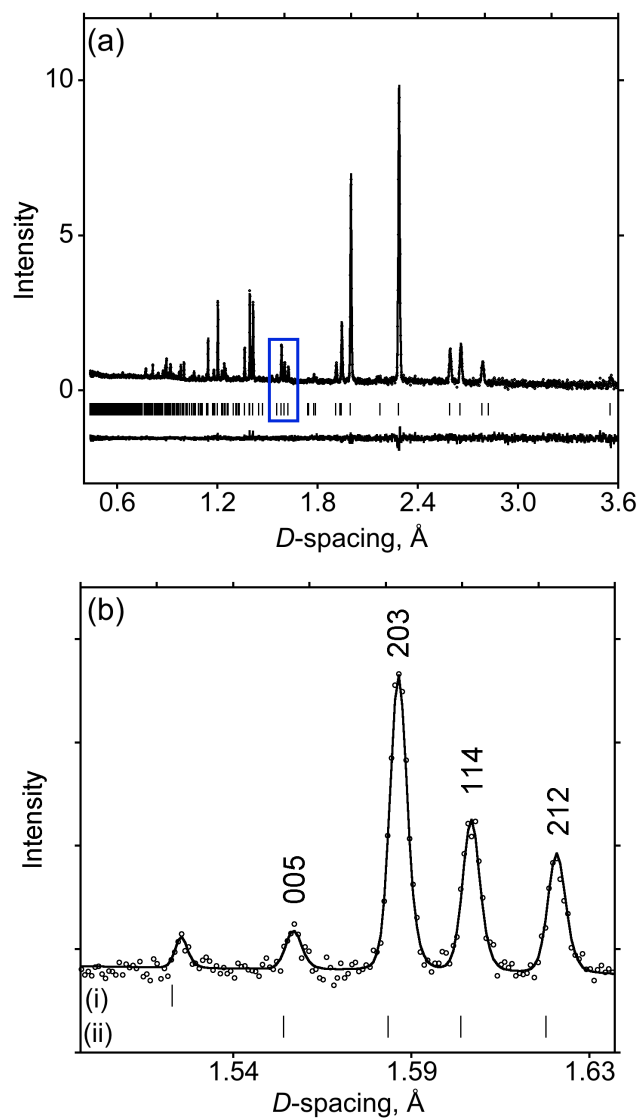 (a)
10
5
0
Intensity
0.6 1.2 1.8 2.4 3.0 3.6
D-spacing, Å
(b)
203
114
212
005
Intensity
(i)
(ii)
1.54 1.59 1.63
D-spacing, Å